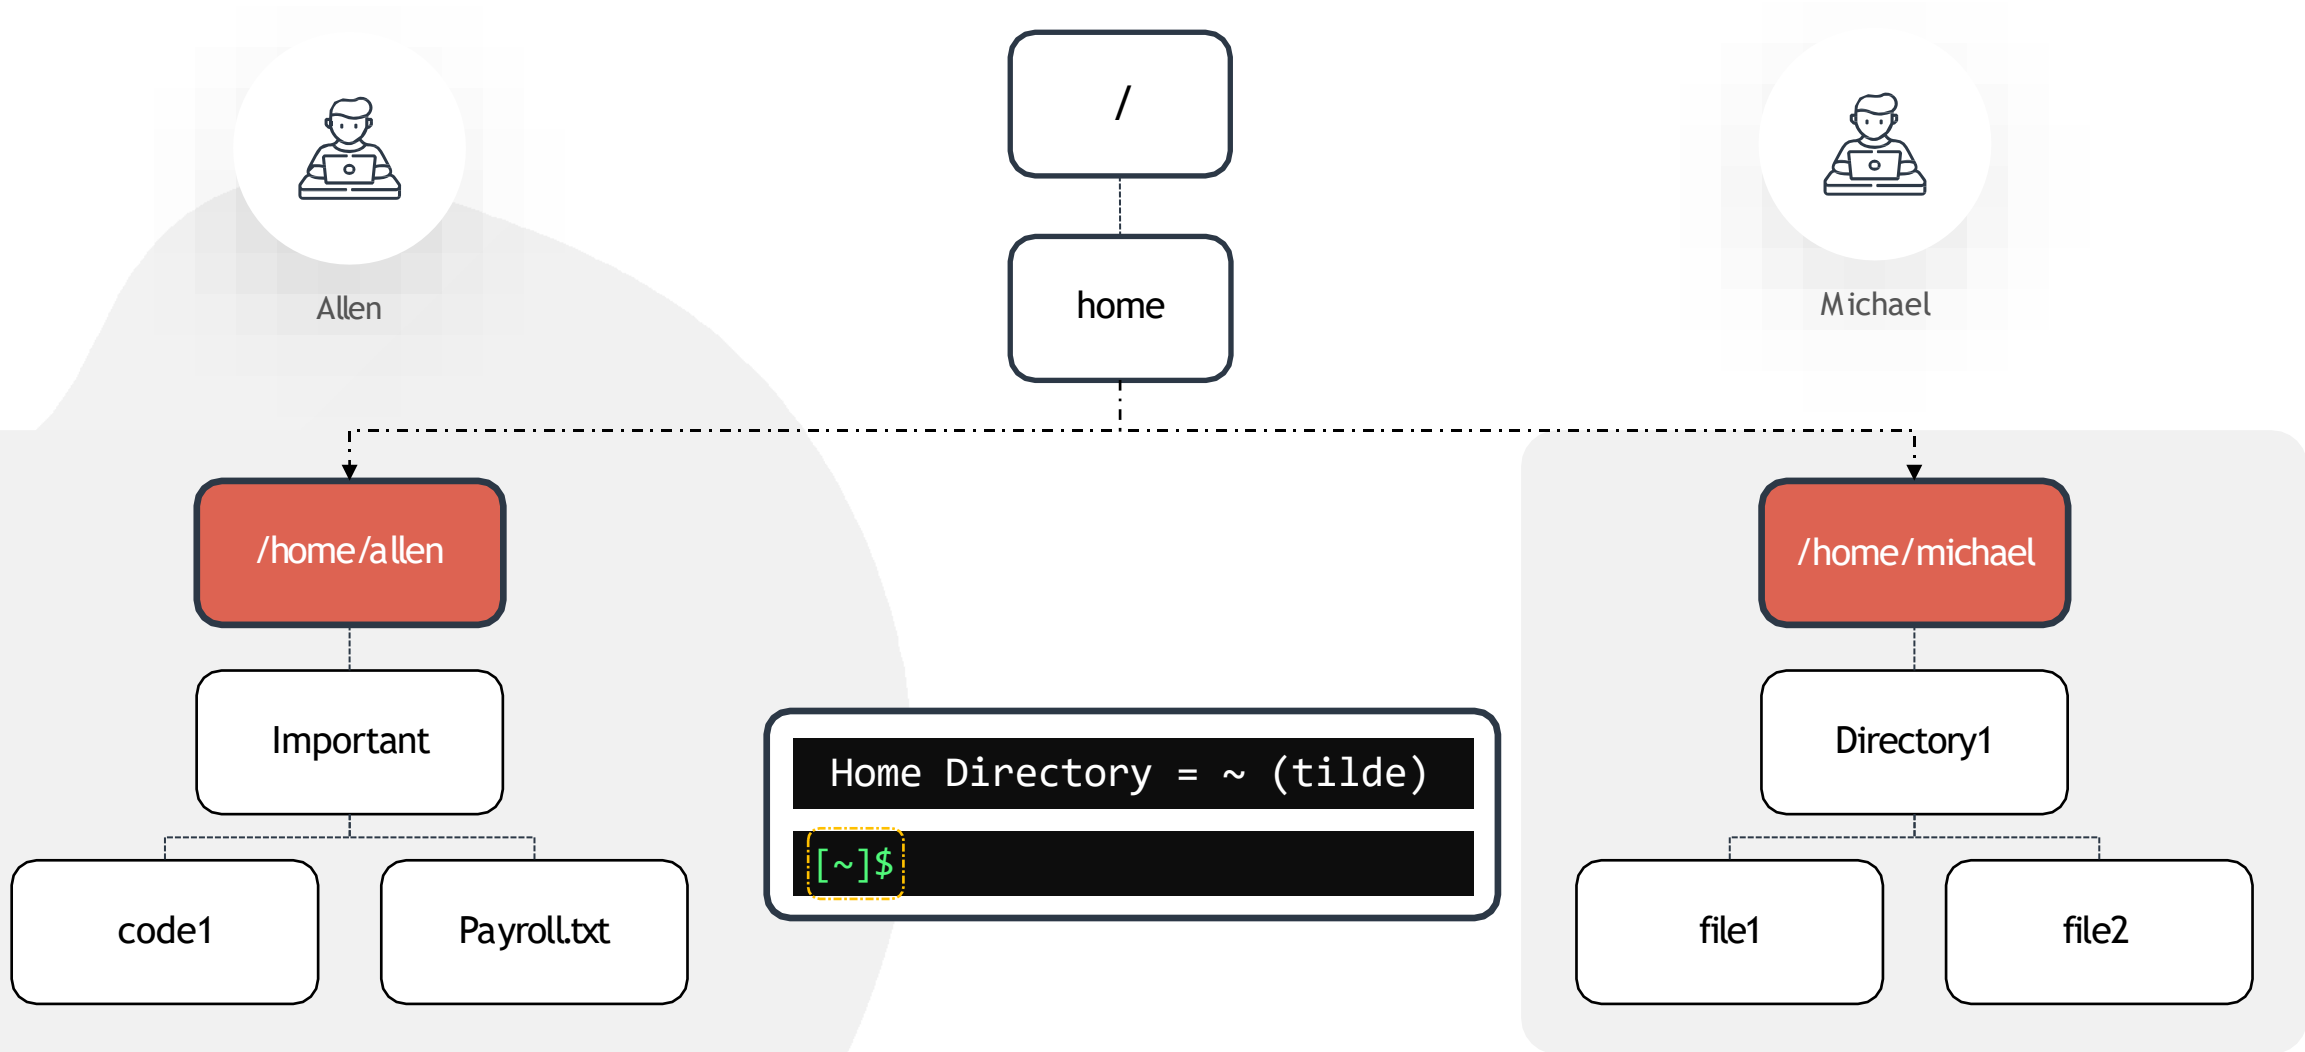 /
Allen
home
Michael
/home/allen
/home/michael
Important
Directory1
Home Directory = ~ (tilde)
[~]$
code1
Payroll.txt
file1
file2